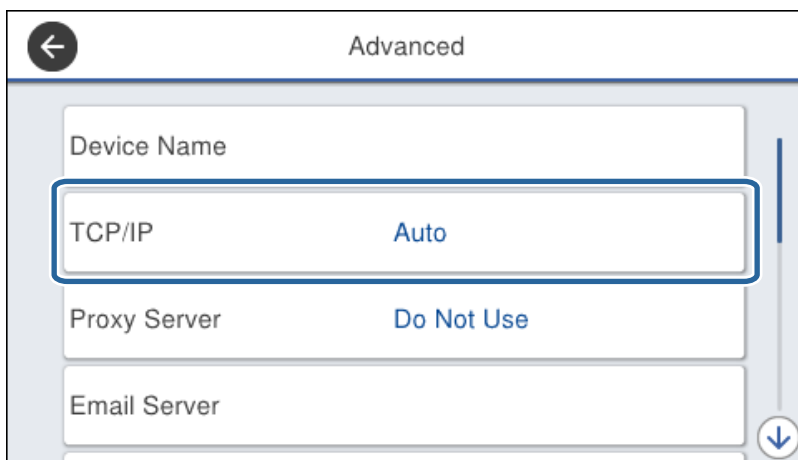 Advanced
Device Name
TCP/IP Auto
Proxy Server Do Not Use
Email Server